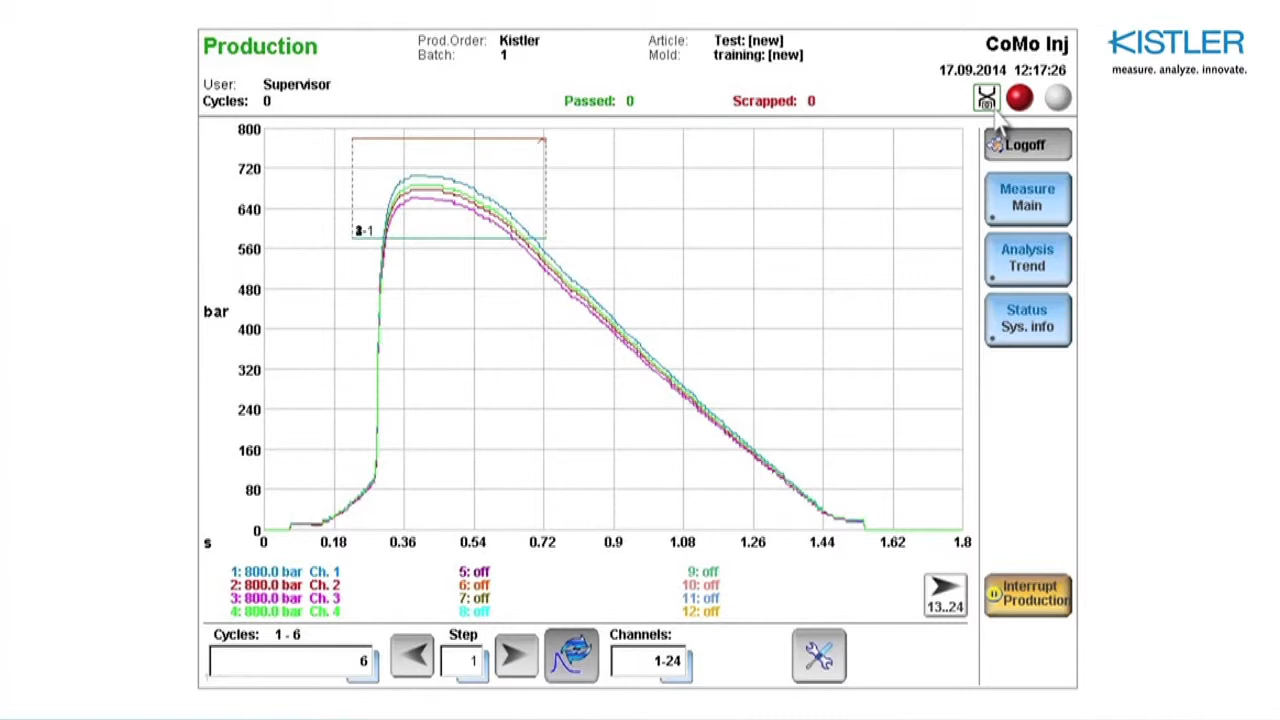 Production
Prod.Order: Kistler
Batch: 1
Article: Test: [new]
Mold: training: [new]
CoMo Inj
KISTLER
measure. analyze. innovate.
17.09.2014 12:17:26
User: Supervisor
Cycles: 0
Passed: 0
Scrapped: 0
Logoff
Measure
Main
Analysis
Trend
Status
Sys. info
Interrupt
Production
800
720
640
560
480
bar
400
320
240
160
80
0
-1
s
0 0.18 0.36 0.54 0.72 0.9 1.08 1.26 1.44 1.62 1.8
1: 800.0 bar Ch. 1
2: 800.0 bar Ch. 2
3: 800.0 bar Ch. 3
4: 800.0 bar Ch. 4
5: off
6: off
7: off
8: off
9: off
10: off
11: off
12: off
13..24
Cycles: 1 - 6
6
Step
1
Channels:
1-24